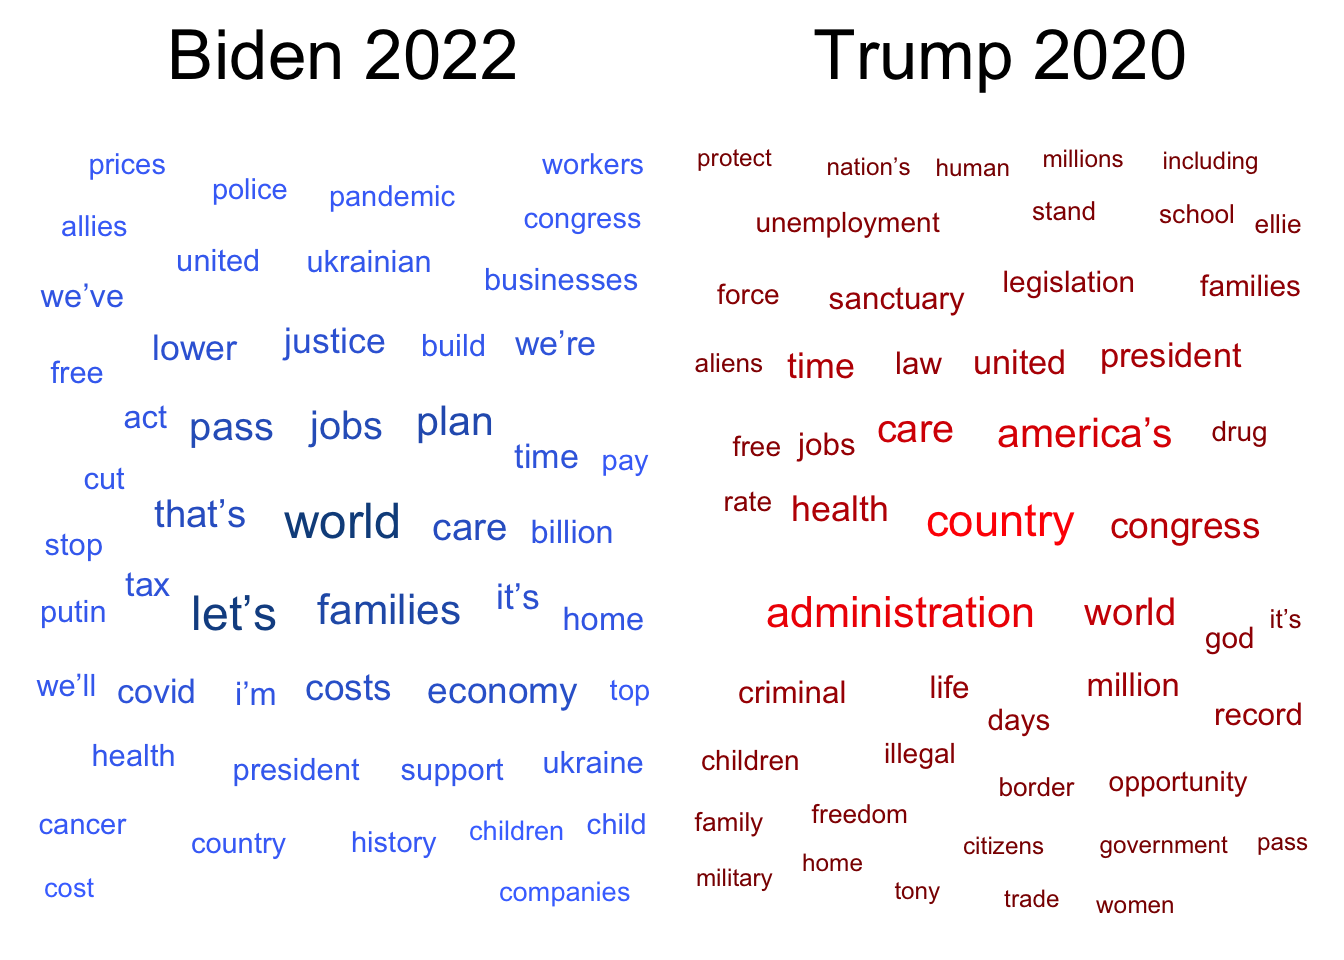 Biden 2022
prices
workers
police
pandemic
allies
congress
united
ukrainian
businesses
we've
lower
justice
build
we're
free
act
pass
jobs
plan
time
pay
cut
that's
world
care
billion
stop
tax
let's
families
it's
home
putin
we'll
covid
i'm
costs
economy
top
health
president
support
ukraine
cancer
country
history
children
child
cost
companies
Trump 2020
protect
nation's
human
millions
including
unemployment
stand
school
ellie
force
sanctuary
legislation
families
aliens
time
law
united
president
free
jobs
care
america's
drug
rate
health
country
congress
administration
world
god
it's
criminal
life
days
million
record
children
illegal
border
opportunity
family
freedom
citizens
government
pass
military
home
tony
trade
women